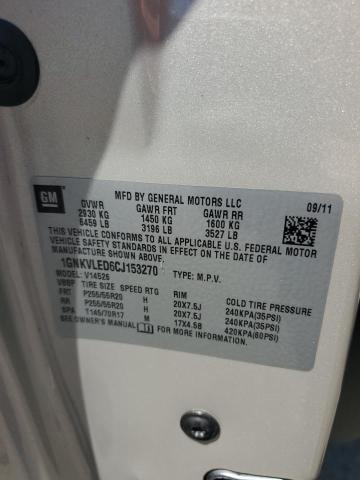 GM
MFD BY GENERAL MOTORS LLC
09/11
GVWR GAWR FRT GAWR RR
2930 KG 1450 KG 1600 KG
6459 LB 3196 LB 3527 LB
THIS VEHICLE CONFORMS TO ALL APPLICABLE U.S. FEDERAL MOTOR
VEHICLE SAFETY STANDARDS IN EFFECT ON THE DATE OF
MANUFACTURE SHOWN ABOVE.
1GNKVLED6CJ153270 TYPE: M.P.V.
MODEL: V14526
VBBP TIRE SIZE SPEED RTG RIM COLD TIRE PRESSURE
FRT P255/55R20 H 20X7.5J 240KPA(35PSI)
RR P255/55R20 H 20X7.5J 240KPA(35PSI)
SPA T145/70R17 M 17X4.5B 420KPA(60PSI)
SEE OWNER'S MANUAL FOR MORE INFORMATION